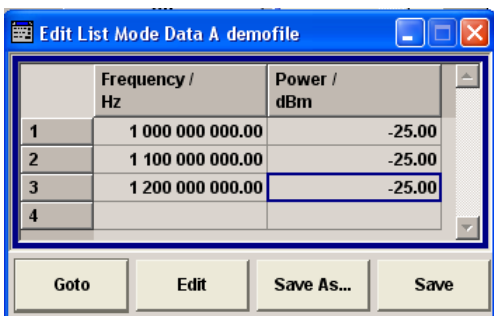 Edit List Mode Data A demofile
Frequency / Hz Power / dBm
1 1 000 000 000.00 -25.00
2 1 100 000 000.00 -25.00
3 1 200 000 000.00 -25.00
4
Goto Edit Save As... Save